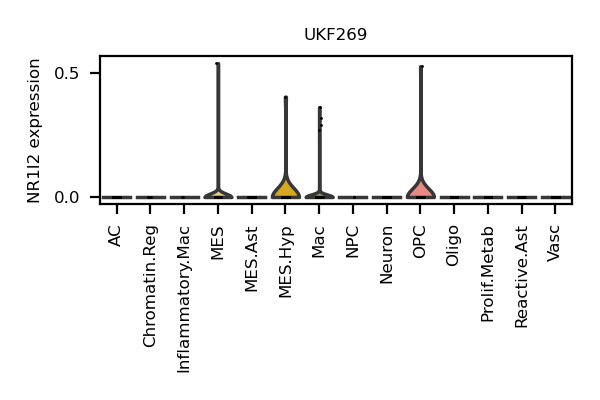 UKF269
NR1I2 expression
0.5
0.0
AC
Chromatin.Reg
Inflammatory.Mac
MES
MES.Ast
MES.Hyp
Mac
NPC
Neuron
OPC
Oligo
Prolif.Metab
Reactive.Ast
Vasc